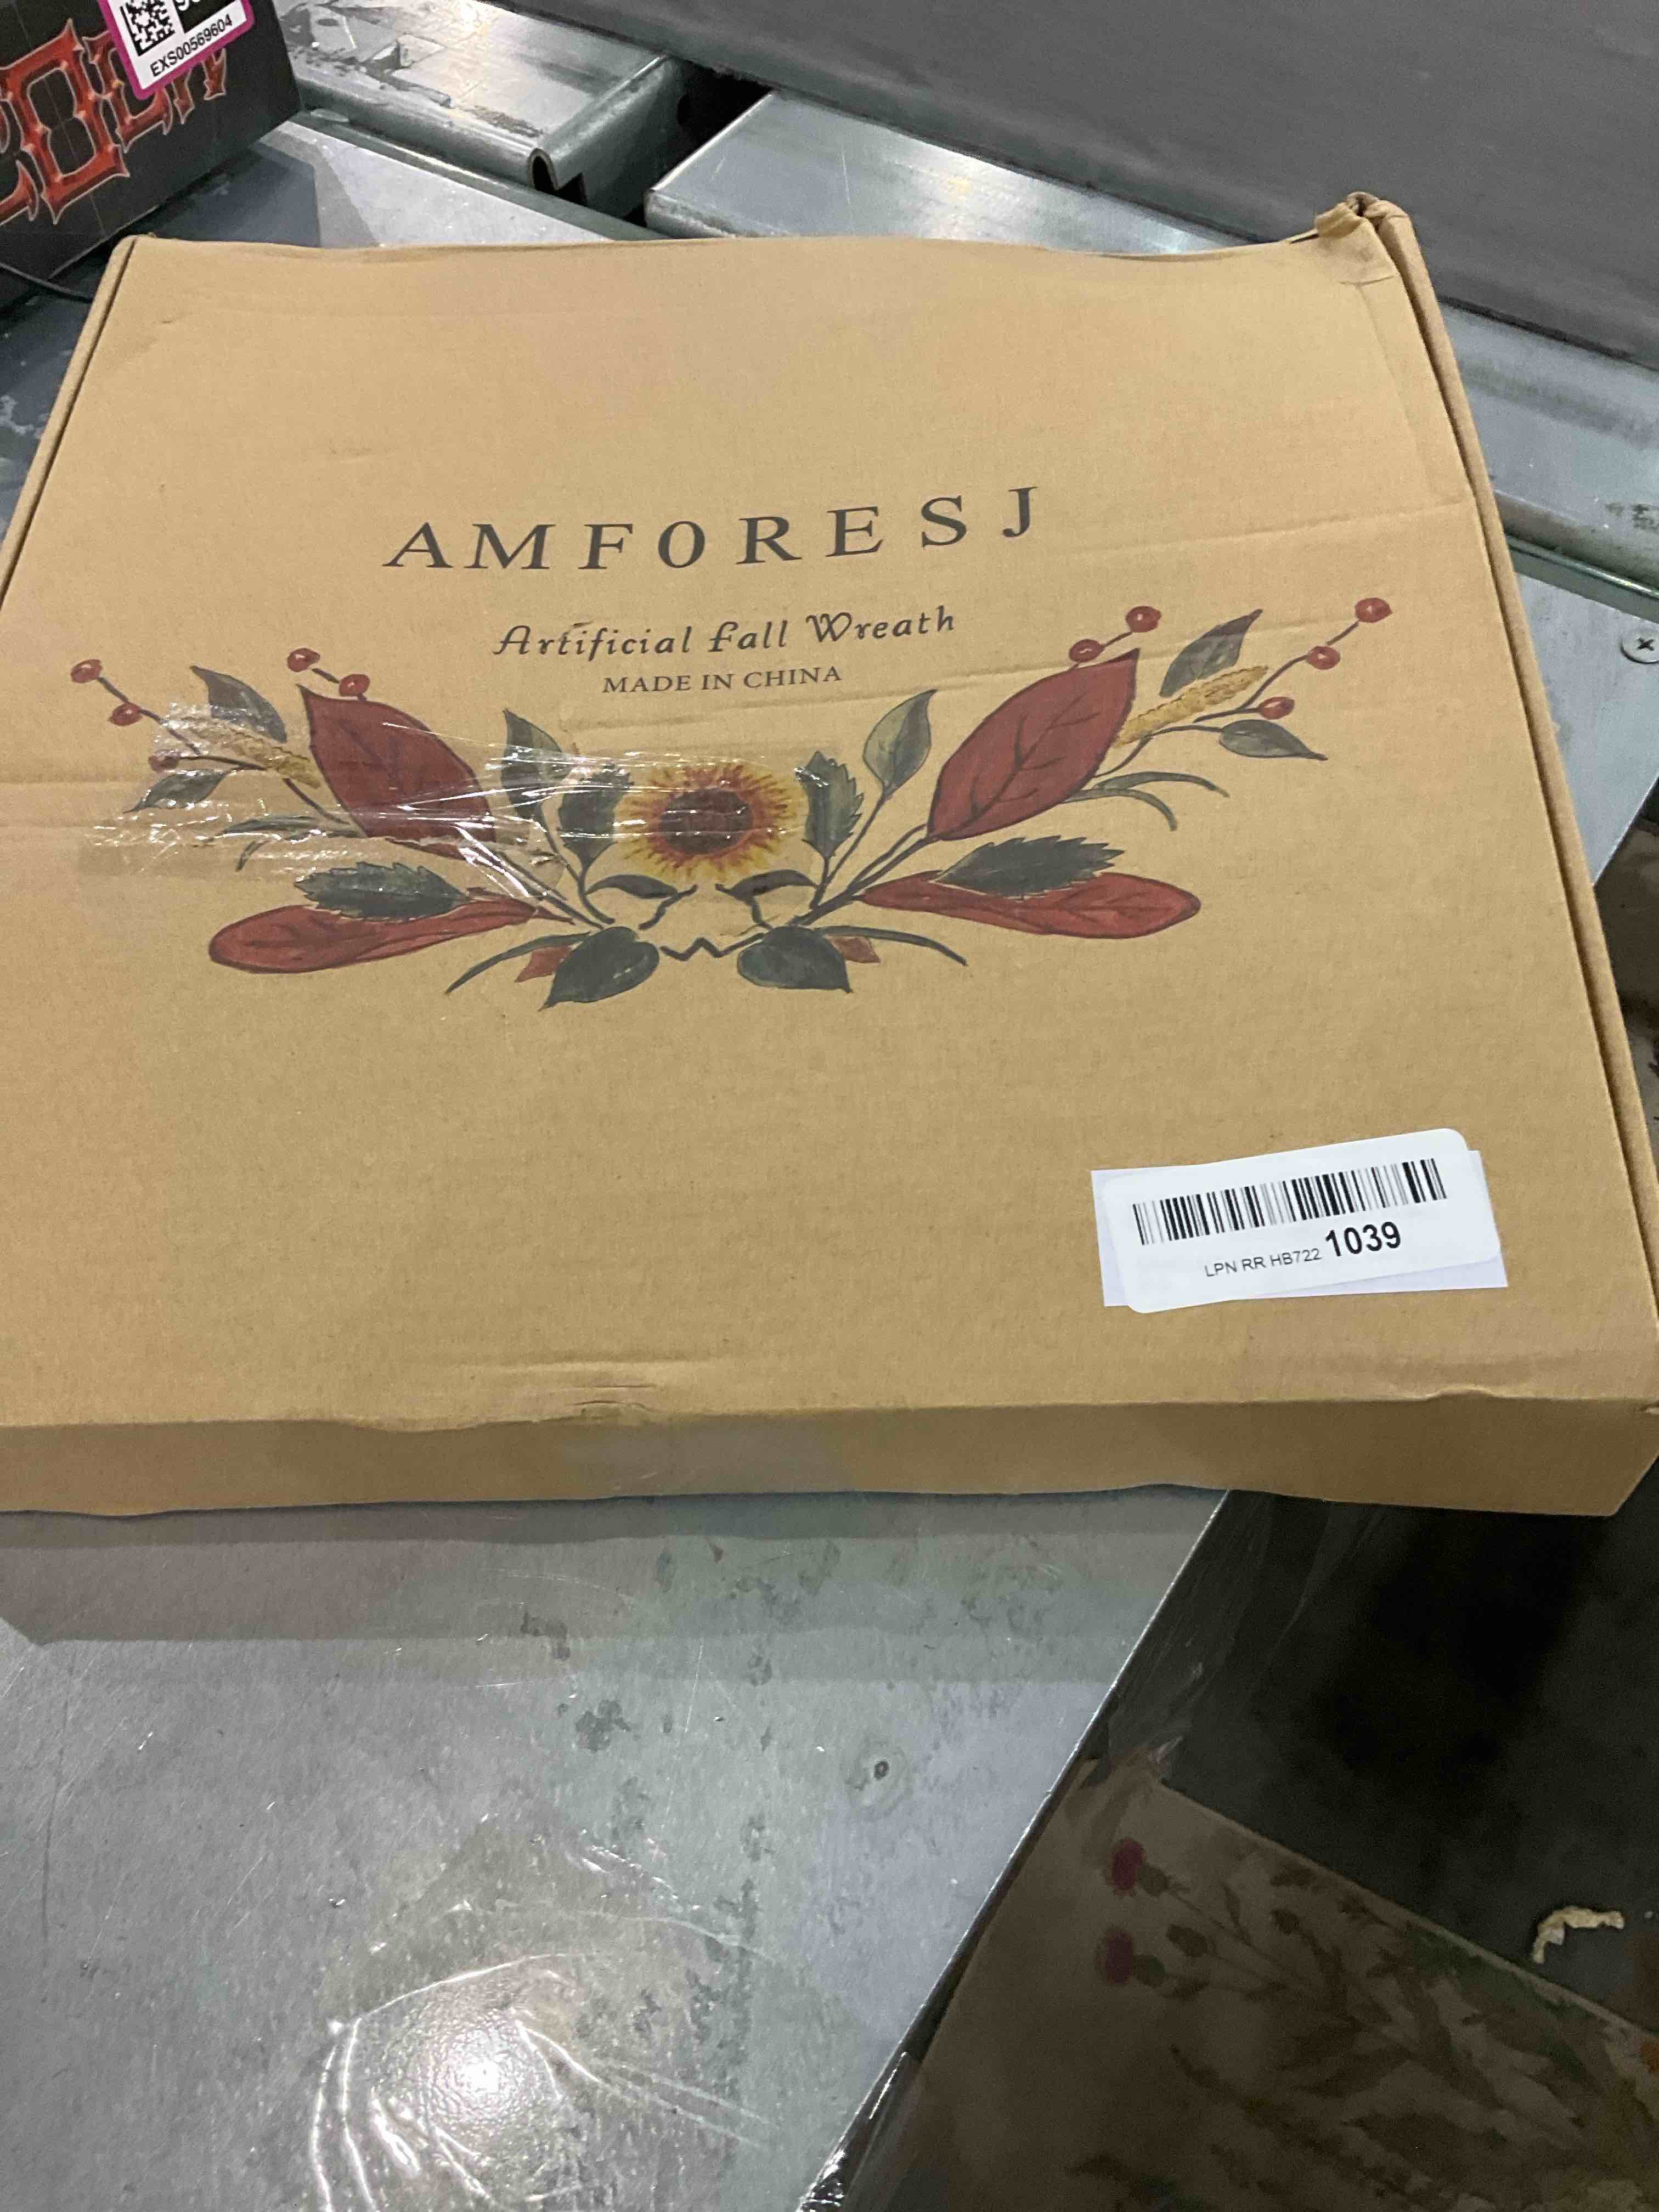 EXS00569604
AMFORESJ
Artificial Fall Wreath
MADE IN CHINA
LPN RR HB722 1039